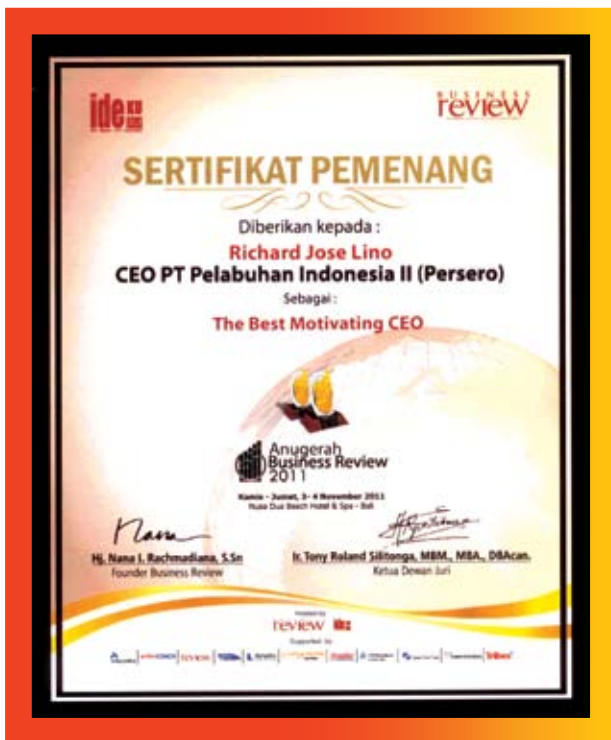 ide
BUSINESS
review
SERTIFIKAT PEMENANG
Diberikan kepada :
Richard Jose Lino
CEO PT Pelabuhan Indonesia II (Persero)
Sebagai :
The Best Motivating CEO
Anugerah
Business Review
2011
Kamis - Jumat, 3- 4 November 2011
Nusa Dua Beach Hotel & Spa - Bali
Hj. Nana I. Rachmadiana, S.Sn
Founder Business Review
Ir. Tony Roland Silitonga, MBM., MBA., DBAcan.
Ketua Dewan Juri
Hosted by
review
Supported by
review